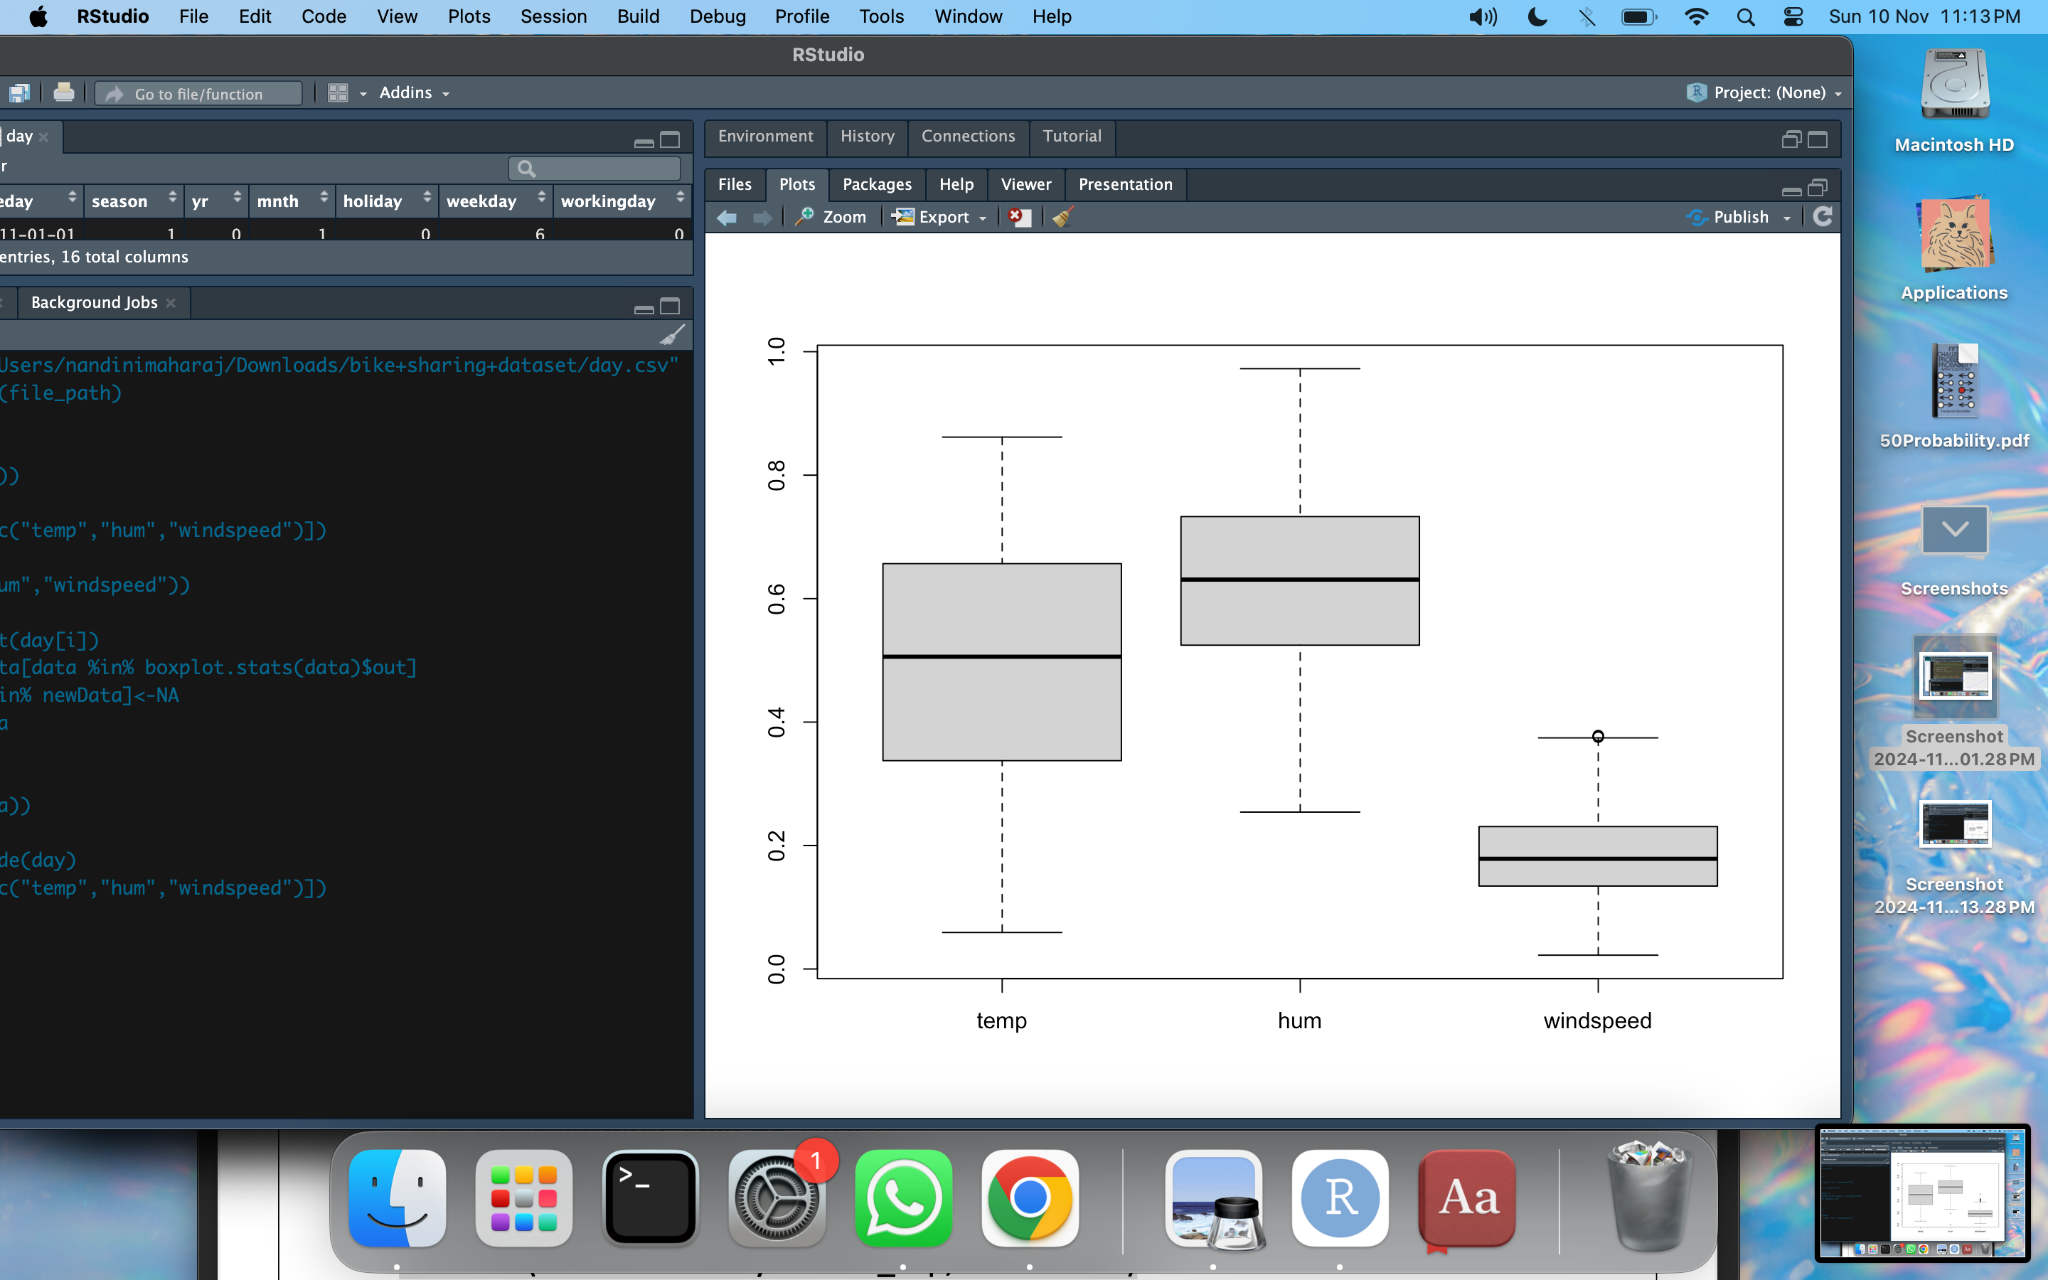 RStudio File Edit Code View Plots Session Build Debug Profile Tools Window Help Sun 10 Nov 11:13 PM
RStudio
Go to file/function Addins Project: (None)
day
r
eday season yr mnth holiday weekday workingday
11-01-01 1 0 1 0 6 0
entries, 16 total columns
Background Jobs
Users/nandinimaharaj/Downloads/bike+sharing+dataset/day.csv"
(file_path)
))
c("temp","hum","windspeed")])
um","windspeed"))
t(day[i])
ta[data %in% boxplot.stats(data)$out]
in% newData]<-NA
a
a))
de(day)
c("temp","hum","windspeed")])
Environment History Connections Tutorial
Files Plots Packages Help Viewer Presentation
Zoom Export Publish
1.0
0.8
0.6
0.4
0.2
0.0
temp hum windspeed
Macintosh HD
Applications
50Probability.pdf
Screenshots
Screenshot
2024-11...01.28 PM
Screenshot
2024-11...13.28 PM
>_
1
R
Aa